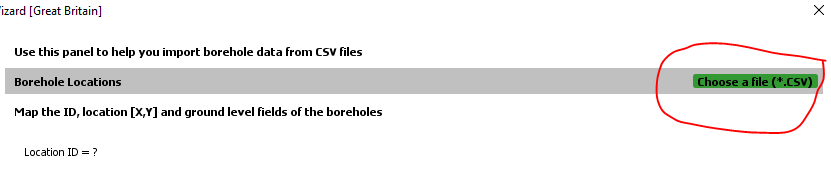 izard [Great Britain]
Use this panel to help you import borehole data from CSV files
Borehole Locations
Choose a file (*.CSV)
Map the ID, location [X,Y] and ground level fields of the boreholes
Location ID = ?